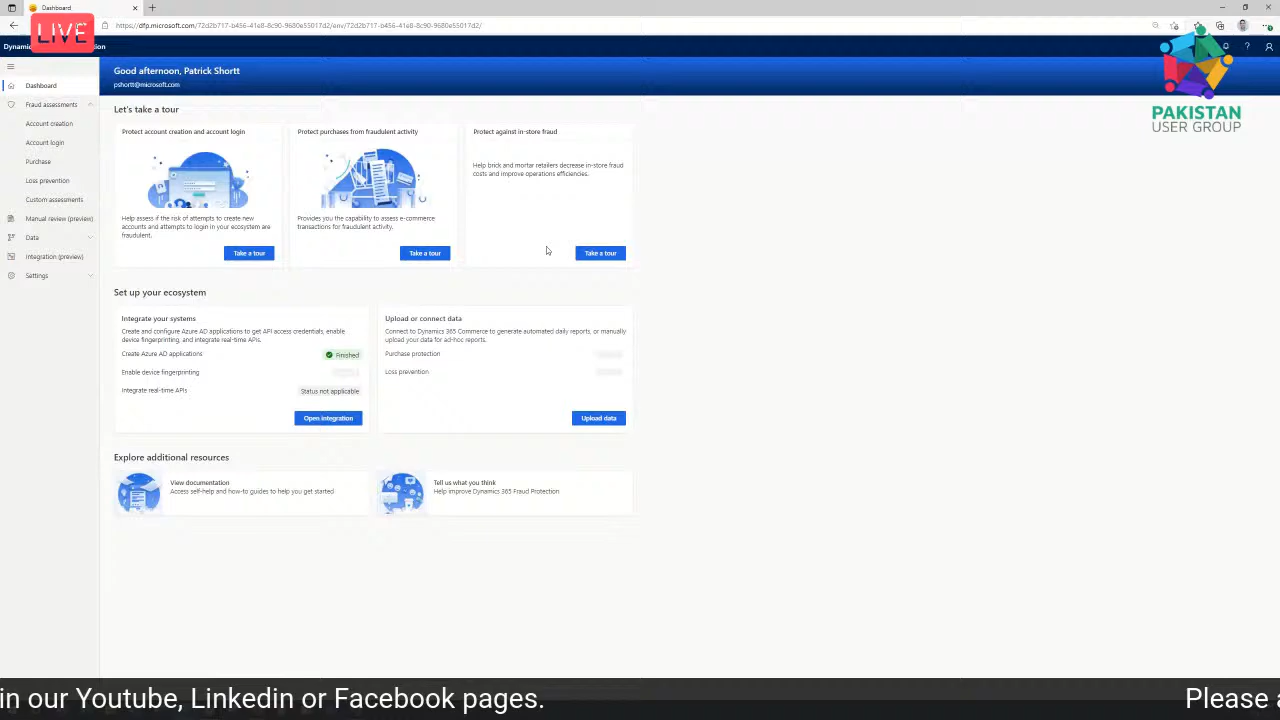 Dashboard
https://dfp.microsoft.com/72d2b717-b456-41e8-8c90-9680e55017d2/env/72d2b717-b456-41e8-8c90-9680e55017d2/
LIVE
Good afternoon, Patrick Shortt
pshortt@microsoft.com
PAKISTAN
USER GROUP
Dashboard
Fraud assessments
Account creation
Account login
Purchase
Loss prevention
Custom assessments
Manual review (preview)
Data
Integration (preview)
Settings
Let's take a tour
Protect account creation and account login
Help assess if the risk of attempts to create new
accounts and attempts to login in your ecosystem are
fraudulent.
Take a tour
Protect purchases from fraudulent activity
Provides you the capability to assess e-commerce
transactions for fraudulent activity.
Take a tour
Protect against in-store fraud
Help brick and mortar retailers decrease in-store fraud
costs and improve operations efficiencies.
Take a tour
Set up your ecosystem
Integrate your systems
Create and configure Azure AD applications to get API access credentials, enable
device fingerprinting, and integrate real-time APIs.
Create Azure AD applications Finished
Enable device fingerprinting
Integrate real-time APIs Status not applicable
Open integration
Upload or connect data
Connect to Dynamics 365 Commerce to generate automated daily reports, or manually
upload your data for ad-hoc reports.
Purchase protection
Loss prevention
Upload data
Explore additional resources
View documentation
Access self-help and how-to guides to help you get started
Tell us what you think
Help improve Dynamics 365 Fraud Protection
in our Youtube, Linkedin or Facebook pages. Please